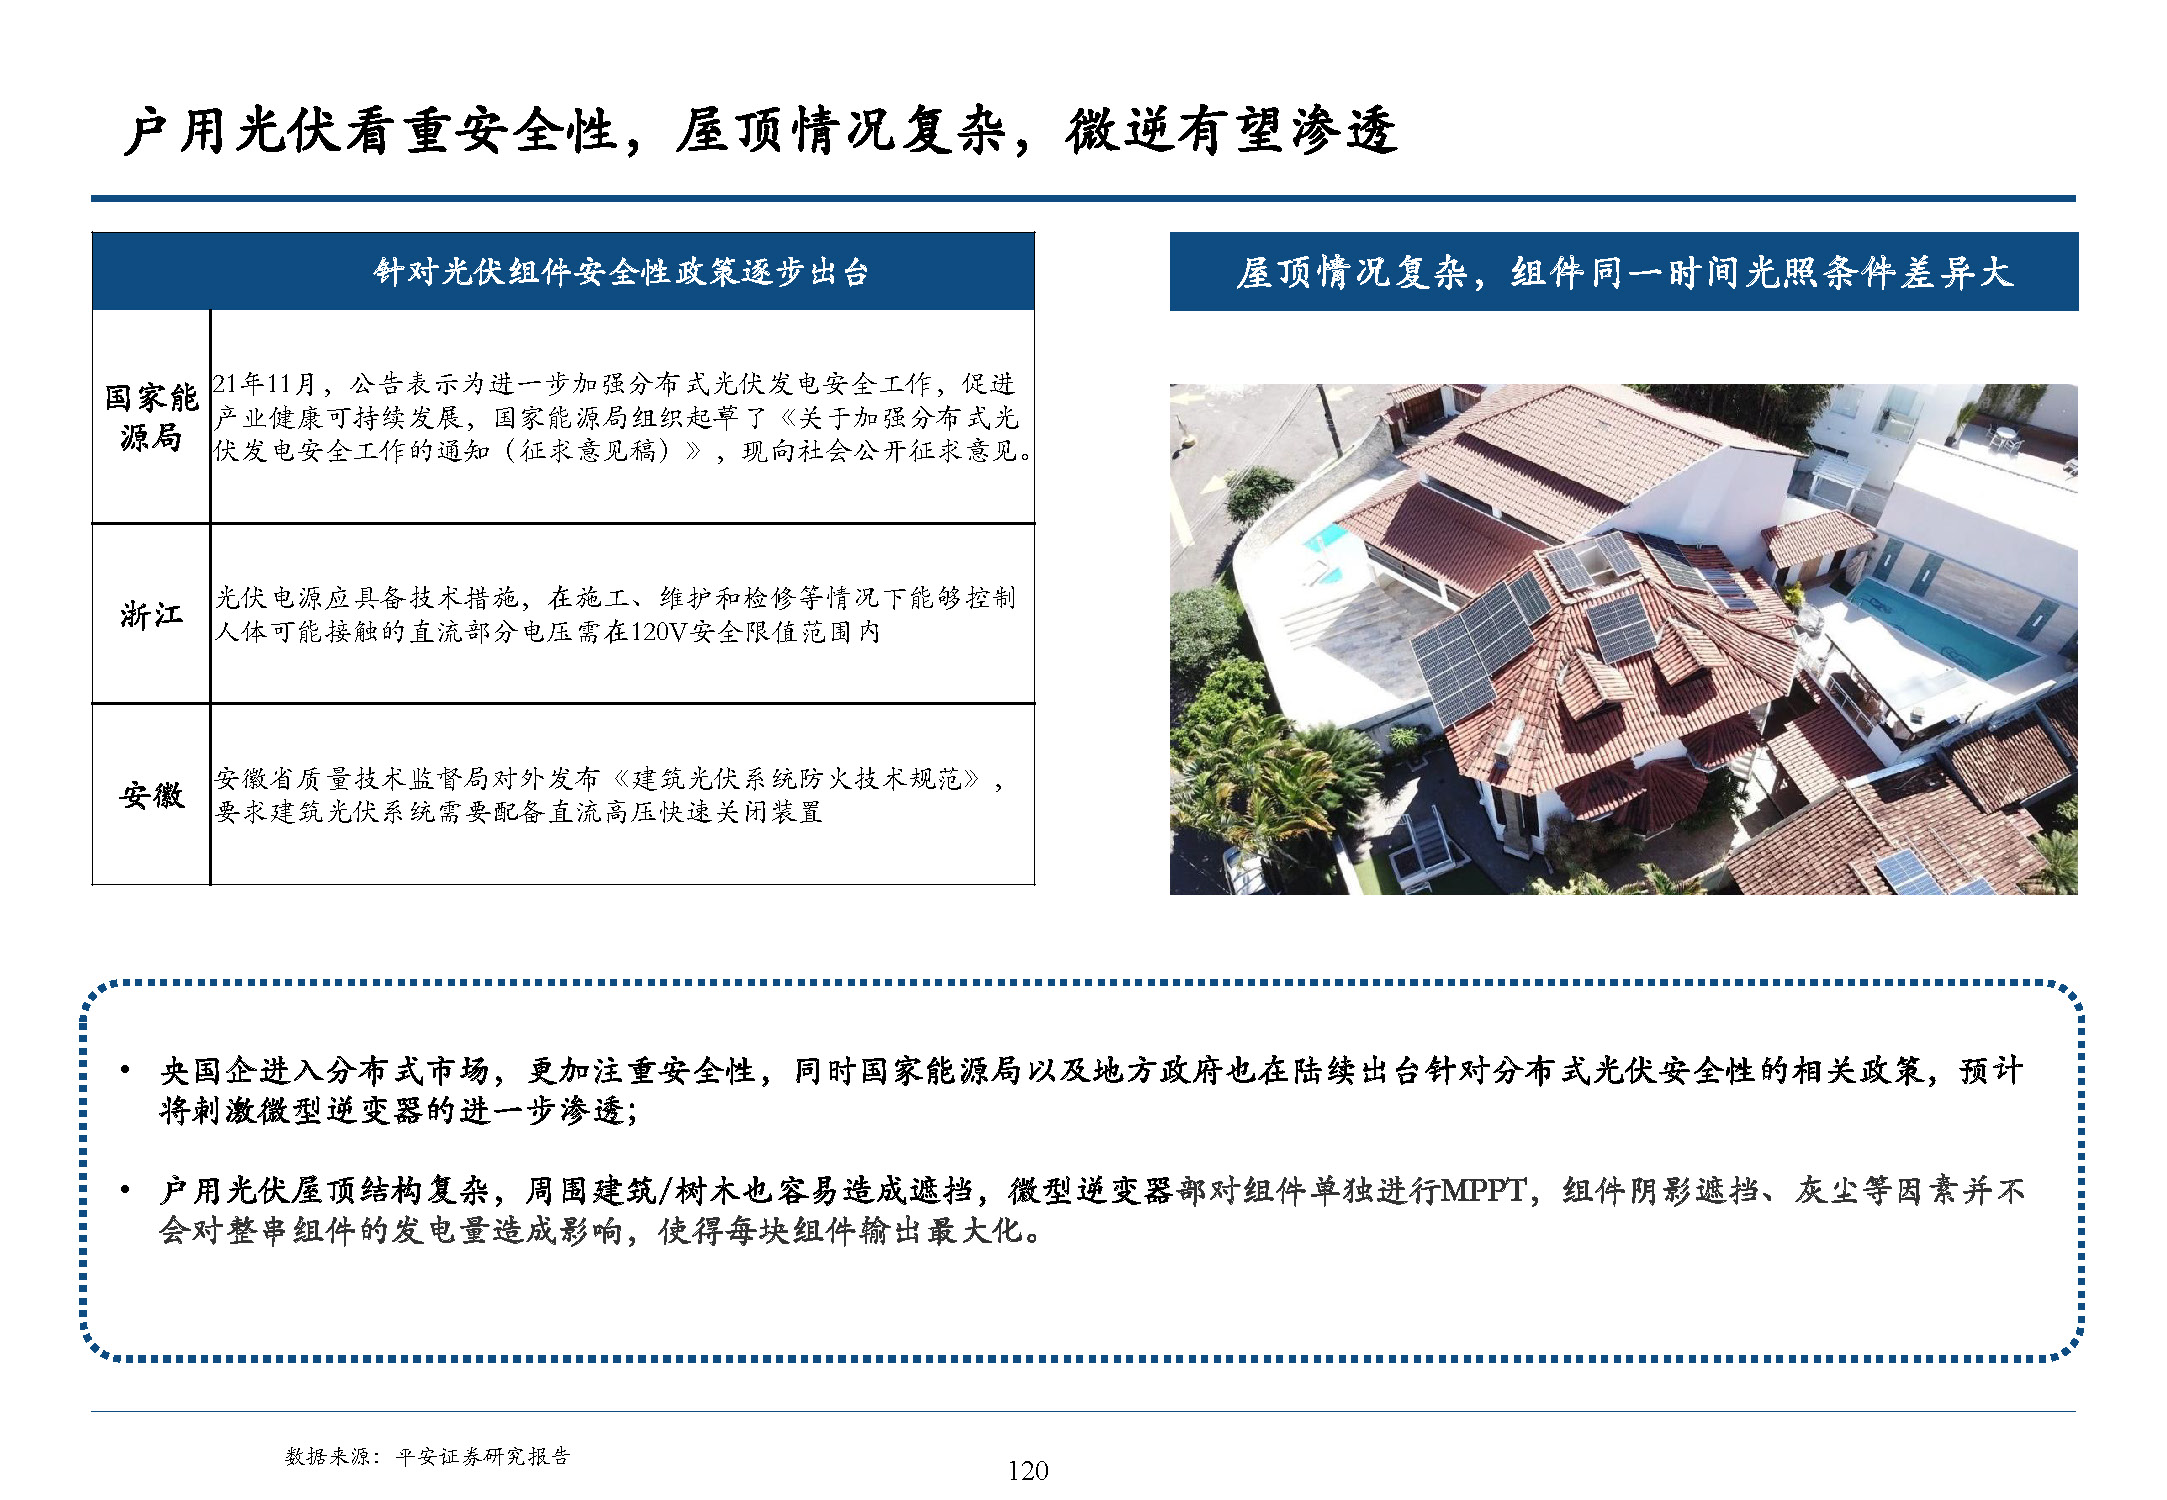 户用光伏看重安全性，屋顶情况复杂，微逆有望渗透
针对光伏组件安全性政策逐步出台
国家能
源局
21年11月，公告表示为进一步加强分布式光伏发电安全工作，促进
产业健康可持续发展，国家能源局组织起草了《关于加强分布式光
伏发电安全工作的通知（征求意见稿）》，现向社会公开征求意见。
浙江
光伏电源应具备技术措施，在施工、维护和检修等情况下能够控制
人体可能接触的直流部分电压需在120V安全限值范围内
安徽
安徽省质量技术监督局对外发布《建筑光伏系统防火技术规范》，
要求建筑光伏系统需要配备直流高压快速关闭装置
屋顶情况复杂，组件同一时间光照条件差异大
• 央国企进入分布式市场，更加注重安全性，同时国家能源局以及地方政府也在陆续出台针对分布式光伏安全性的相关政策，预计
将刺激微型逆变器的进一步渗透；
• 户用光伏屋顶结构复杂，周围建筑/树木也容易造成遮挡，微型逆变器部对组件单独进行MPPT，组件阴影遮挡、灰尘等因素并不
会对整串组件的发电量造成影响，使得每块组件输出最大化。
数据来源：平安证券研究报告
120